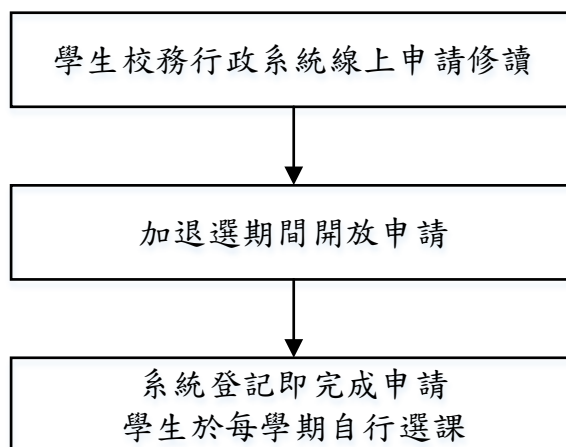 學生校務行政系統線上申請修讀
加退選期間開放申請
系統登記即完成申請
學生於每學期自行選課